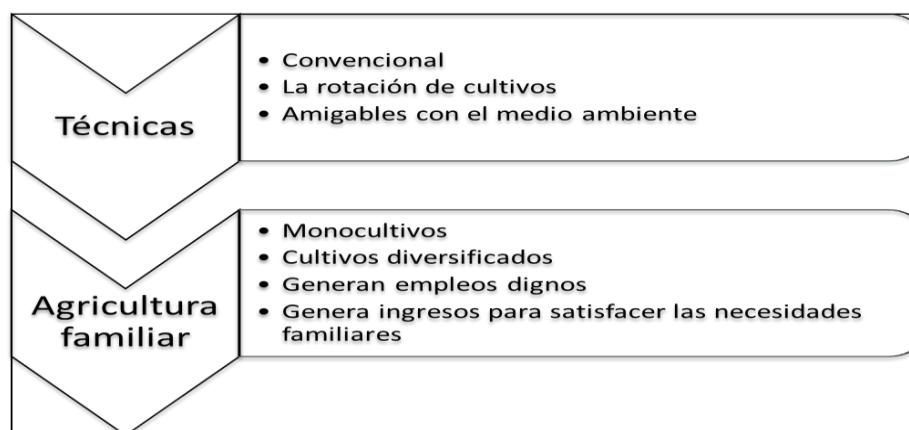 Técnicas
• Convencional
• La rotación de cultivos
• Amigables con el medio ambiente
Agricultura
familiar
• Monocultivos
• Cultivos diversificados
• Generan empleos dignos
• Genera ingresos para satisfacer las necesidades
familiares